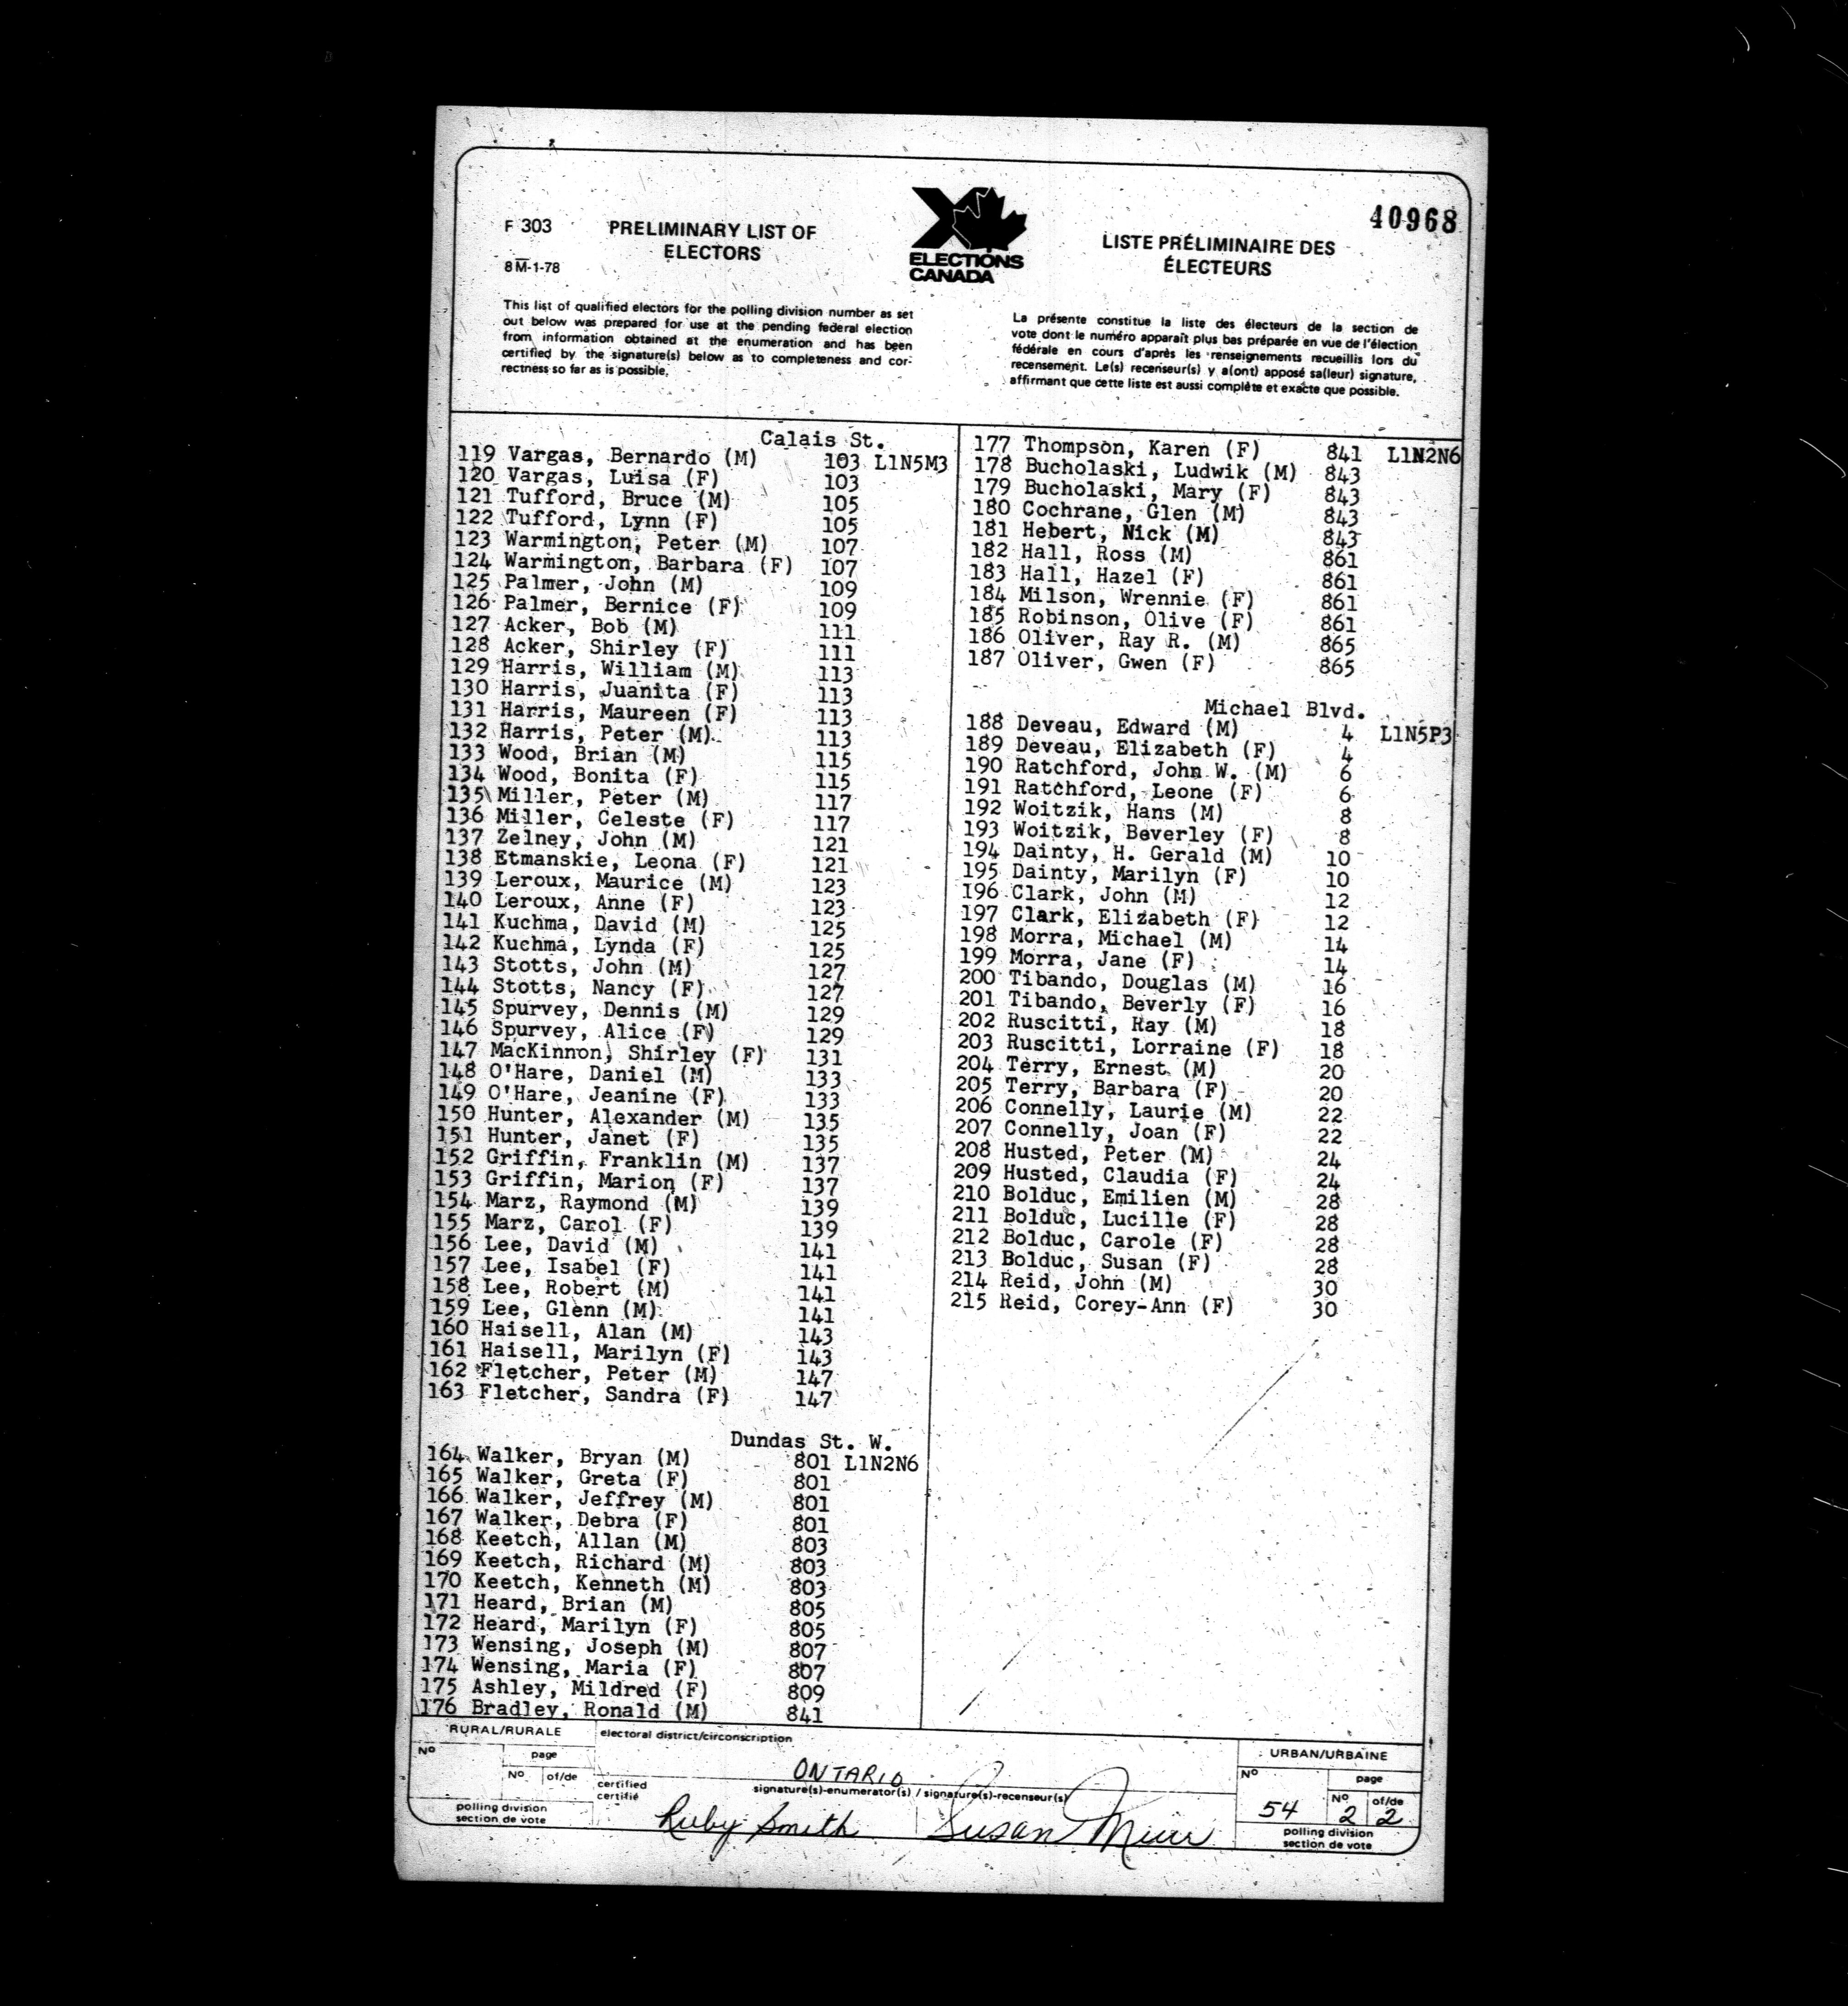 40968
F 303
PRELIMINARY LIST OF
ELECTORS
8M-1-78
ELECTIONS
CANADA
LISTE PRÉLIMINAIRE DES
ÉLECTEURS
This list of qualified electors for the polling division number as set
out below was prepared for use at the pending federal election
from information obtained at the enumeration and has been
certified by the signature(s) below as to completeness and cor-
rectness so far as is possible.
La présente constitue la liste des électeurs de la section de
vote dont le numéro apparaît plus bas préparée en vue de l'élection
fédérale en cours d'après les renseignements recueillis lors du
recensement. Le(s) recenseur(s) y a(ont) apposé sa(leur) signature,
affirmant que cette liste est aussi complète et exacte que possible.
Calais St.
119 Vargas, Bernardo (M) 103 L1N5M3
120 Vargas, Luisa (F) 103
121 Tufford, Bruce (M) 105
122 Tufford, Lynn (F) 105
123 Warmington, Peter (M) 107
124 Warmington, Barbara (F) 107
125 Palmer, John (M) 109
126 Palmer, Bernice (F) 109
127 Acker, Bob (M) 111
128 Acker, Shirley (F) 111
129 Harris, William (M) 113
130 Harris, Juanita (F) 113
131 Harris, Maureen (F) 113
132 Harris, Peter (M) 113
133 Wood, Brian (M) 115
134 Wood, Bonita (F) 115
135 Miller, Peter (M) 117
136 Miller, Celeste (F) 117
137 Zelney, John (M) 121
138 Etmanskie, Leona (F) 121
139 Leroux, Maurice (M) 123
140 Leroux, Anne (F) 123
141 Kuchma, David (M) 125
142 Kuchma, Lynda (F) 125
143 Stotts, John (M) 127
144 Stotts, Nancy (F) 127
145 Spurvey, Dennis (M) 129
146 Spurvey, Alice (F) 129
147 MacKinnon, Shirley (F) 131
148 O'Hare, Daniel (M) 133
149 O'Hare, Jeanine (F) 133
150 Hunter, Alexander (M) 135
151 Hunter, Janet (F) 135
152 Griffin, Franklin (M) 137
153 Griffin, Marion (F) 137
154 Marz, Raymond (M) 139
155 Marz, Carol (F) 139
156 Lee, David (M) 141
157 Lee, Isabel (F) 141
158 Lee, Robert (M) 141
159 Lee, Glenn (M) 141
160 Haisell, Alan (M) 143
161 Haisell, Marilyn (F) 143
162 Fletcher, Peter (M) 147
163 Fletcher, Sandra (F) 147
Dundas St. W.
164 Walker, Bryan (M) 801 L1N2N6
165 Walker, Greta (F) 801
166 Walker, Jeffrey (M) 801
167 Walker, Debra (F) 801
168 Keetch, Allan (M) 803
169 Keetch, Richard (M) 803
170 Keetch, Kenneth (M) 803
171 Heard, Brian (M) 805
172 Heard, Marilyn (F) 805
173 Wensing, Joseph (M) 807
174 Wensing, Maria (F) 807
175 Ashley, Mildred (F) 809
176 Bradley, Ronald (M) 841
177 Thompson, Karen (F) 841 L1N2N6
178 Bucholaski, Ludwik (M) 843
179 Bucholaski, Mary (F) 843
180 Cochrane, Glen (M) 843
181 Hebert, Nick (M) 843
182 Hall, Ross (M) 861
183 Hall, Hazel (F) 861
184 Milson, Wrennie (F) 861
185 Robinson, Olive (F) 861
186 Oliver, Ray R. (M) 865
187 Oliver, Gwen (F) 865
Michael Blvd.
188 Deveau, Edward (M) 4 L1N5P3
189 Deveau, Elizabeth (F) 4
190 Ratchford, John W. (M) 6
191 Ratchford, Leone (F) 6
192 Woitzik, Hans (M) 8
193 Woitzik, Beverley (F) 8
194 Dainty, H. Gerald (M) 10
195 Dainty, Marilyn (F) 10
196 Clark, John (M) 12
197 Clark, Elizabeth (F) 12
198 Morra, Michael (M) 14
199 Morra, Jane (F) 14
200 Tibando, Douglas (M) 16
201 Tibando, Beverly (F) 16
202 Ruscitti, Ray (M) 18
203 Ruscitti, Lorraine (F) 18
204 Terry, Ernest (M) 20
205 Terry, Barbara (F) 20
206 Connelly, Laurie (M) 22
207 Connelly, Joan (F) 22
208 Husted, Peter (M) 24
209 Husted, Claudia (F) 24
210 Bolduc, Emilien (M) 28
211 Bolduc, Lucille (F) 28
212 Bolduc, Carole (F) 28
213 Bolduc, Susan (F) 28
214 Reid, John (M) 30
215 Reid, Corey-Ann (F) 30
RURAL/RURALE
No
page
No of/de
polling division
section de vote
electoral district/circonscription
ONTARIO
certified
certifié
signature(s)-enumerator(s) / signature(s)-recenseur(s)
Ruby Smith Susan Muir
URBAN/URBAINE
No
page
No of/de
54 2 2
polling division
section de vote